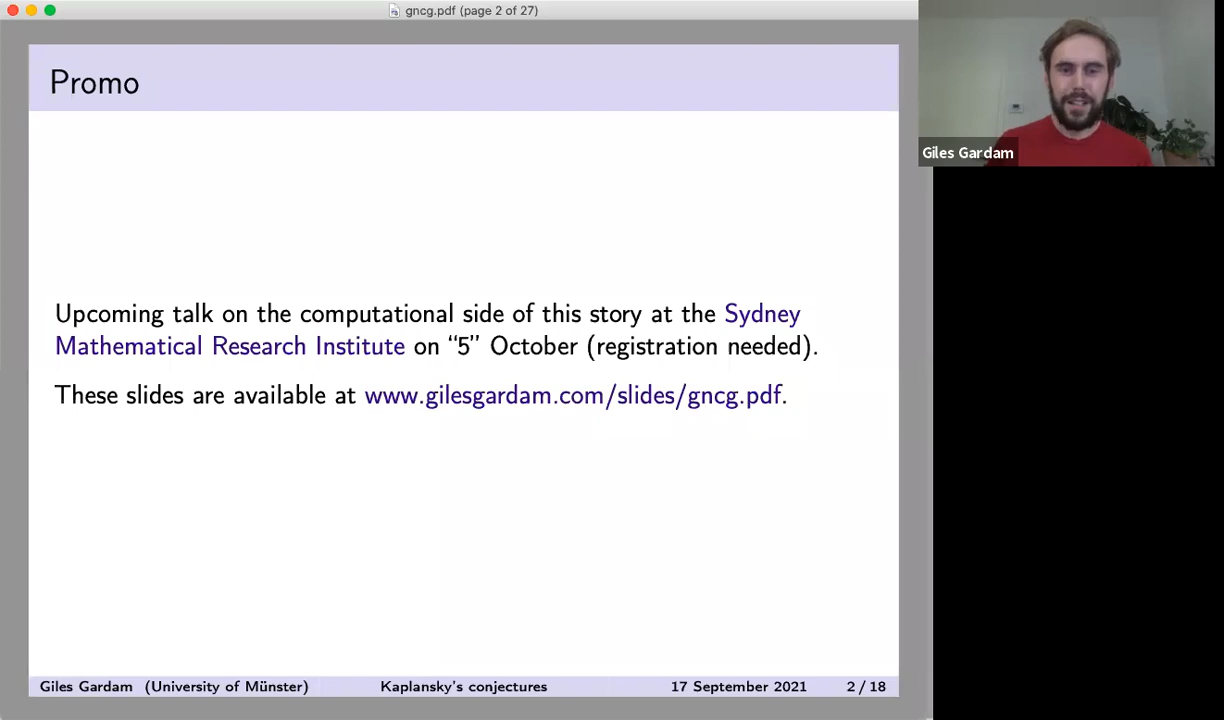 gncg.pdf (page 2 of 27)
Promo
Giles Gardam
Upcoming talk on the computational side of this story at the Sydney
Mathematical Research Institute on “5” October (registration needed).
These slides are available at www.gilesgardam.com/slides/gncg.pdf.
Giles Gardam (University of Münster) Kaplansky's conjectures 17 September 2021 2 / 18